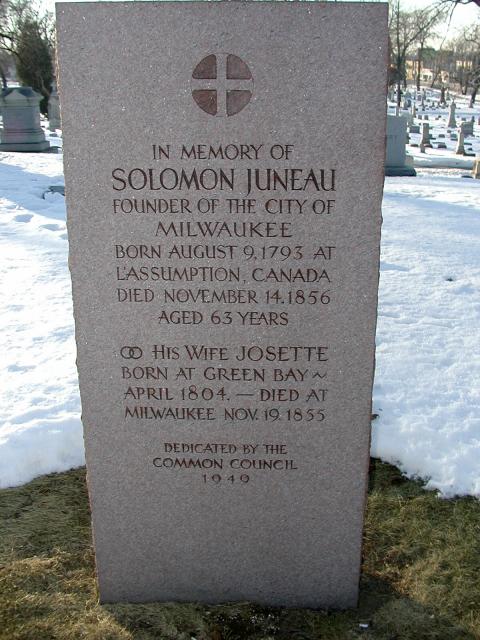 IN MEMORY OF
SOLOMON JUNEAU
FOUNDER OF THE CITY OF
MILWAUKEE
BORN AUGUST 9, 1793 AT
L'ASSUMPTION, CANADA
DIED NOVEMBER 14, 1856
AGED 63 YEARS
HIS WIFE JOSETTE
BORN AT GREEN BAY ~
APRIL 1804. — DIED AT
MILWAUKEE NOV. 19. 1855
DEDICATED BY THE
COMMON COUNCIL
1949